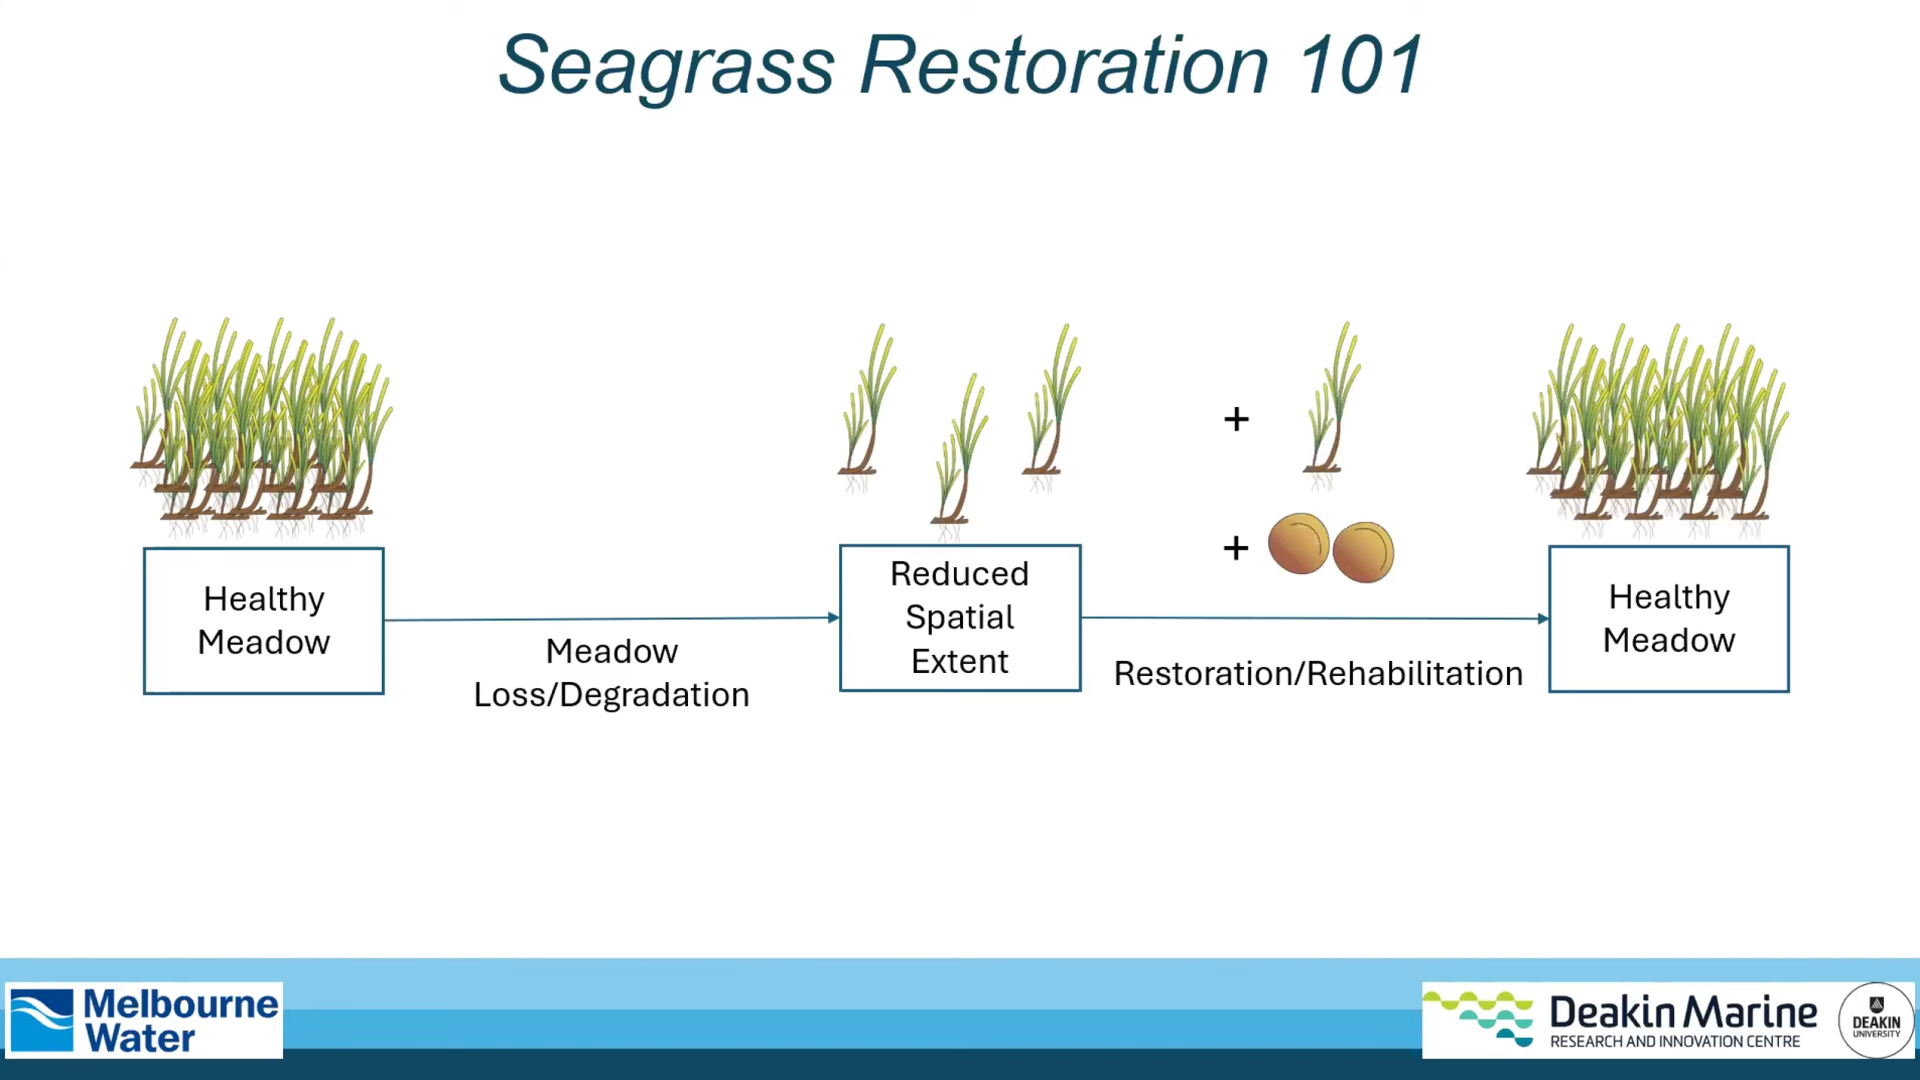 Seagrass Restoration 101
+
+
Healthy
Meadow
Meadow
Loss/Degradation
Reduced
Spatial
Extent
Restoration/Rehabilitation
Healthy
Meadow
Melbourne
Water
Deakin Marine
RESEARCH AND INNOVATION CENTRE
DEAKIN
UNIVERSITY